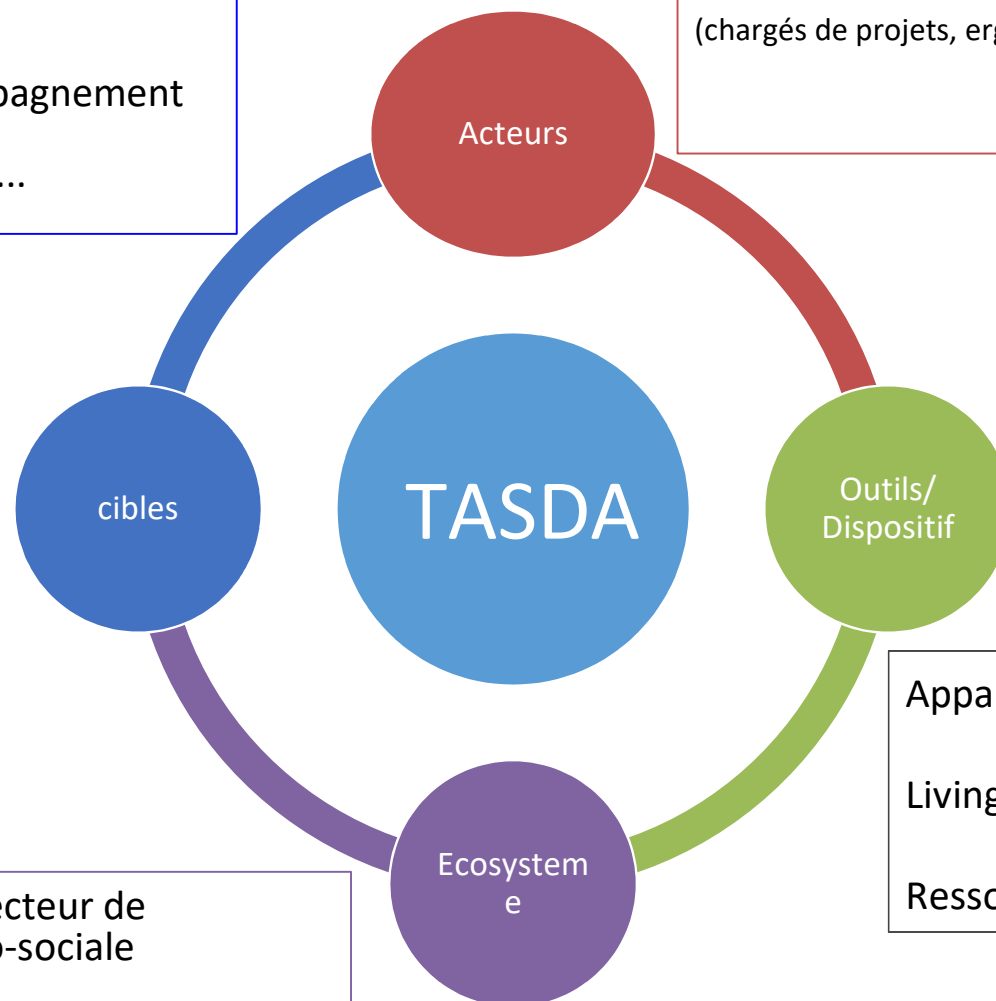 (chargés de projets, erg
pagnement
...
Acteurs
cibles
TASDA
Outils/
Dispositif
Appa
Living
Resso
Ecosystem
e
ecteur de
o-sociale